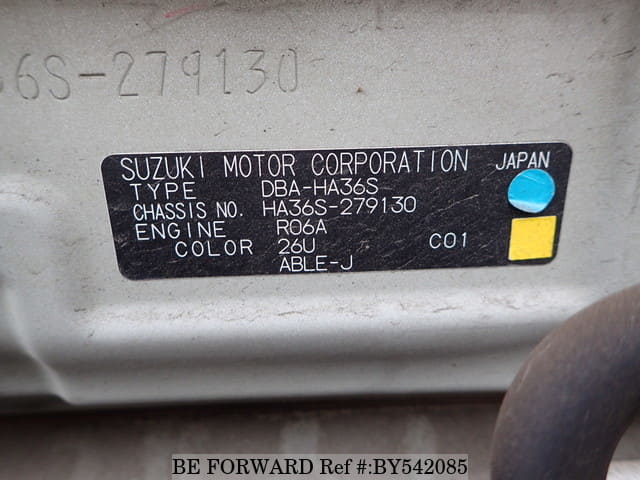 36S-279130
SUZUKI MOTOR CORPORATION JAPAN
TYPE DBA-HA36S
CHASSIS NO. HA36S-279130
ENGINE R06A
COLOR 26U C01
ABLE-J
BE FORWARD Ref #:BY542085